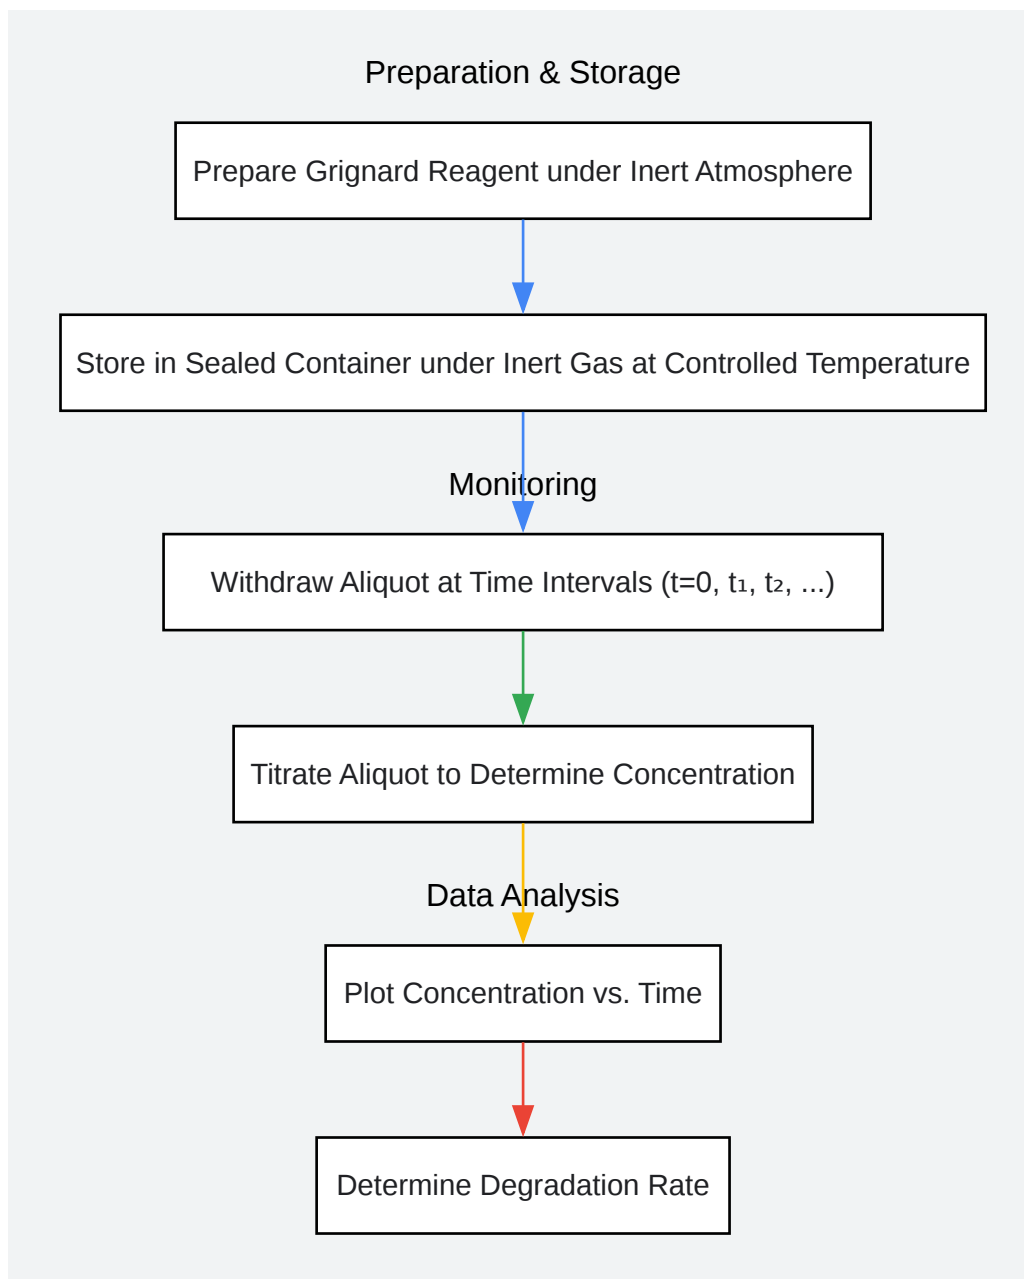 Preparation & Storage
Prepare Grignard Reagent under Inert Atmosphere
Store in Sealed Container under Inert Gas at Controlled Temperature
Monitoring
Withdraw Aliquot at Time Intervals (t=0, t₁, t₂, ...)
Titrate Aliquot to Determine Concentration
Data Analysis
Plot Concentration vs. Time
Determine Degradation Rate